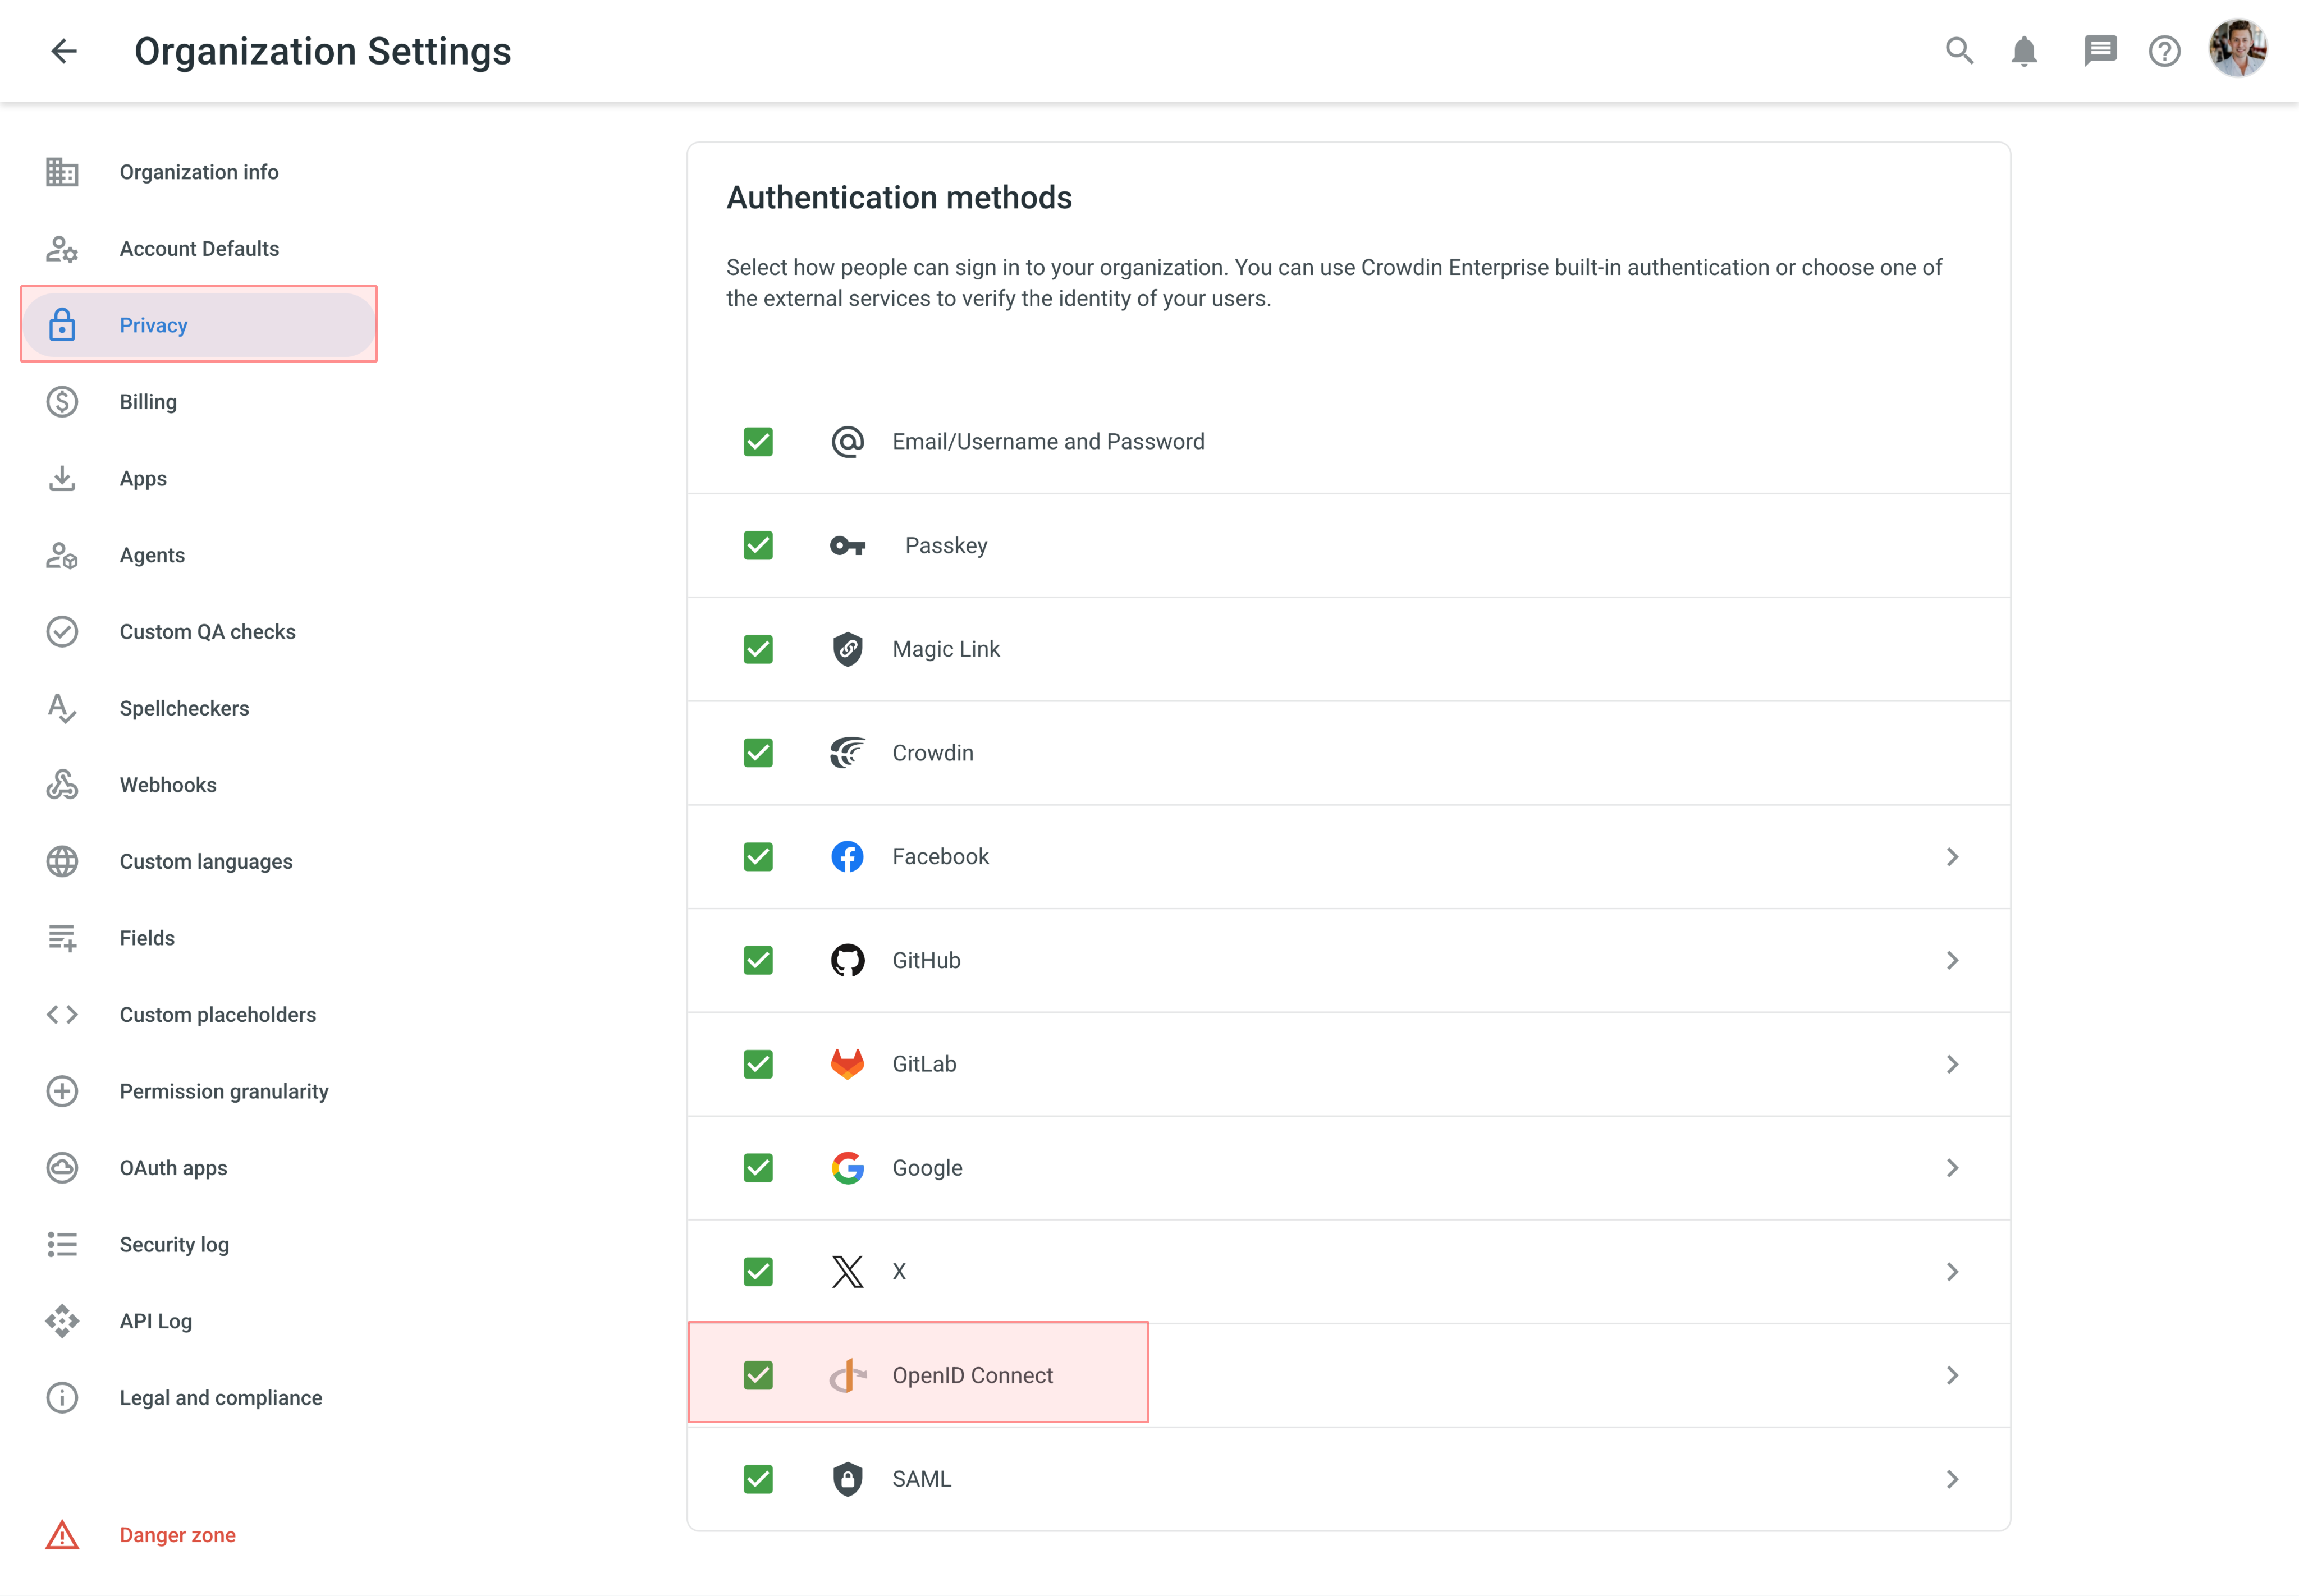 Organization Settings
Organization info
Account Defaults
Privacy
Billing
Apps
Agents
Custom QA checks
Spellcheckers
Webhooks
Custom languages
Fields
Custom placeholders
Permission granularity
OAuth apps
Security log
API Log
Legal and compliance
Danger zone
Authentication methods
Select how people can sign in to your organization. You can use Crowdin Enterprise built-in authentication or choose one of
the external services to verify the identity of your users.
Email/Username and Password
Passkey
Magic Link
Crowdin
Facebook
GitHub
GitLab
Google
X
OpenID Connect
SAML